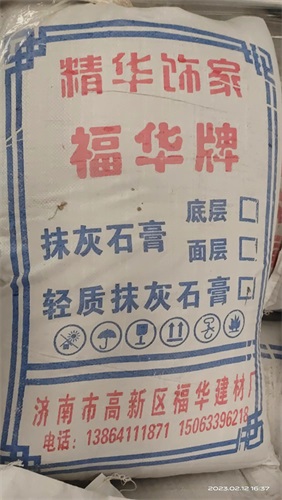 精华饰家
福华牌
抹灰石膏 底层
面层
轻质抹灰石膏
济南市高新区福华建材厂
电话：13864111871 15063396218
2023.02.12 16:37